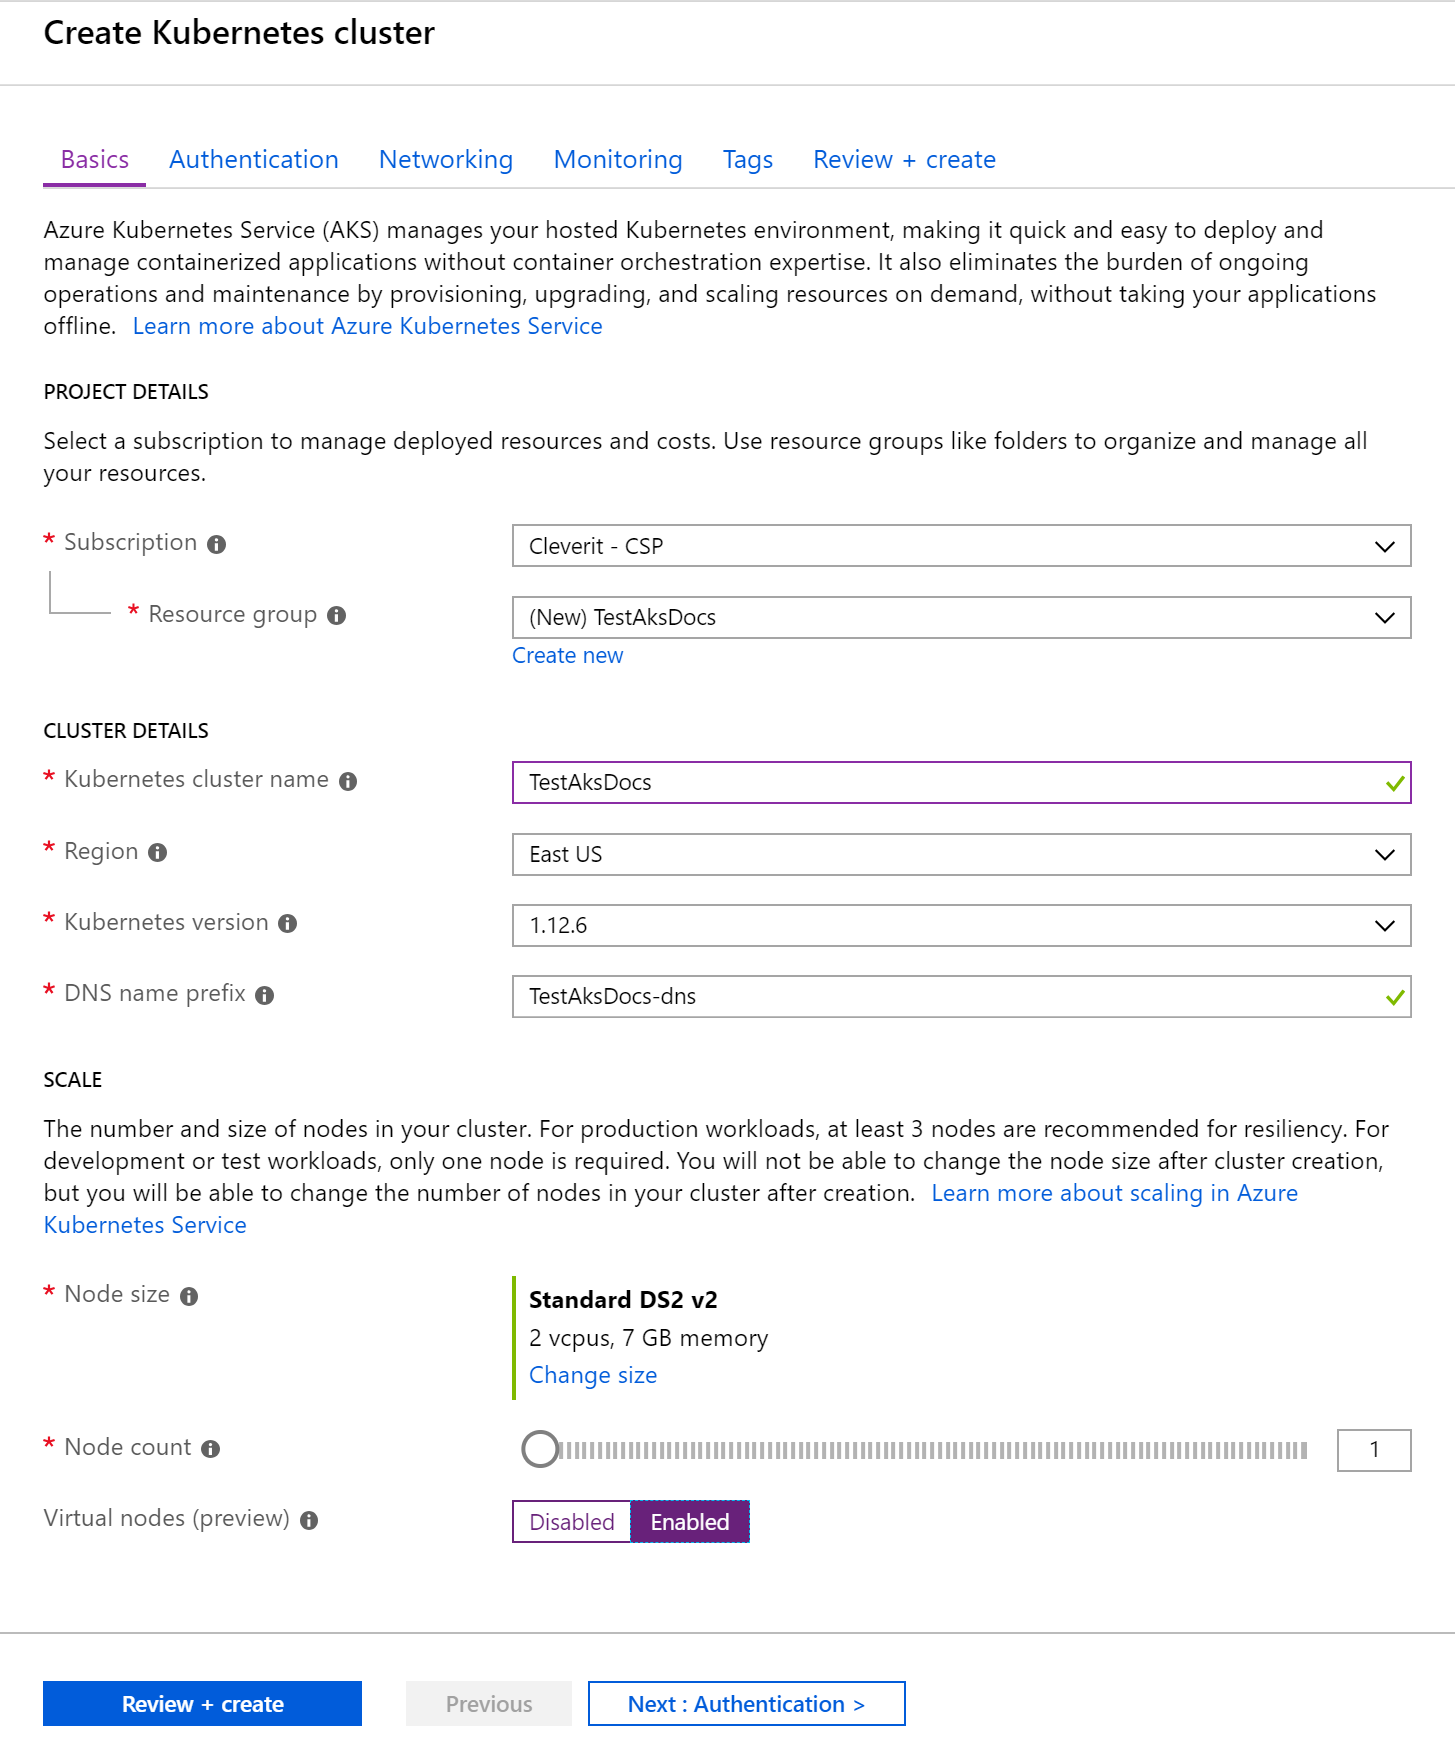 Create Kubernetes cluster
Basics Authentication Networking Monitoring Tags Review + create
Azure Kubernetes Service (AKS) manages your hosted Kubernetes environment, making it quick and easy to deploy and
manage containerized applications without container orchestration expertise. It also eliminates the burden of ongoing
operations and maintenance by provisioning, upgrading, and scaling resources on demand, without taking your applications
offline. Learn more about Azure Kubernetes Service
PROJECT DETAILS
Select a subscription to manage deployed resources and costs. Use resource groups like folders to organize and manage all
your resources.
* Subscription
Cleverit - CSP
* Resource group
(New) TestAksDocs
Create new
CLUSTER DETAILS
* Kubernetes cluster name
TestAksDocs
* Region
East US
* Kubernetes version
1.12.6
* DNS name prefix
TestAksDocs-dns
SCALE
The number and size of nodes in your cluster. For production workloads, at least 3 nodes are recommended for resiliency. For
development or test workloads, only one node is required. You will not be able to change the node size after cluster creation,
but you will be able to change the number of nodes in your cluster after creation. Learn more about scaling in Azure
Kubernetes Service
* Node size
Standard DS2 v2
2 vcpus, 7 GB memory
Change size
* Node count
1
Virtual nodes (preview)
Disabled Enabled
Review + create Previous Next : Authentication >